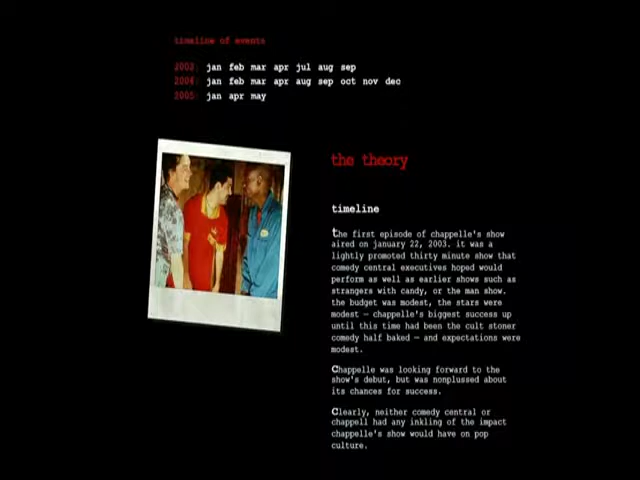 timeline of events
2003: jan feb mar apr jul aug sep
2004: jan feb mar apr aug sep oct nov dec
2005: jan apr may
the theory
timeline
the first episode of chappelle's show
aired on january 22, 2003. it was a
lightly promoted thirty minute show that
comedy central executives hoped would
perform as well as earlier shows such as
strangers with candy, or the man show.
the budget was modest, the stars were
modest — chappelle's biggest success up
until this time had been the cult stoner
comedy half baked — and expectations were
modest.
Chappelle was looking forward to the
show's debut, but was nonplussed about
its chances for success.
Clearly, neither comedy central or
chappell had any inkling of the impact
chappelle's show would have on pop
culture.